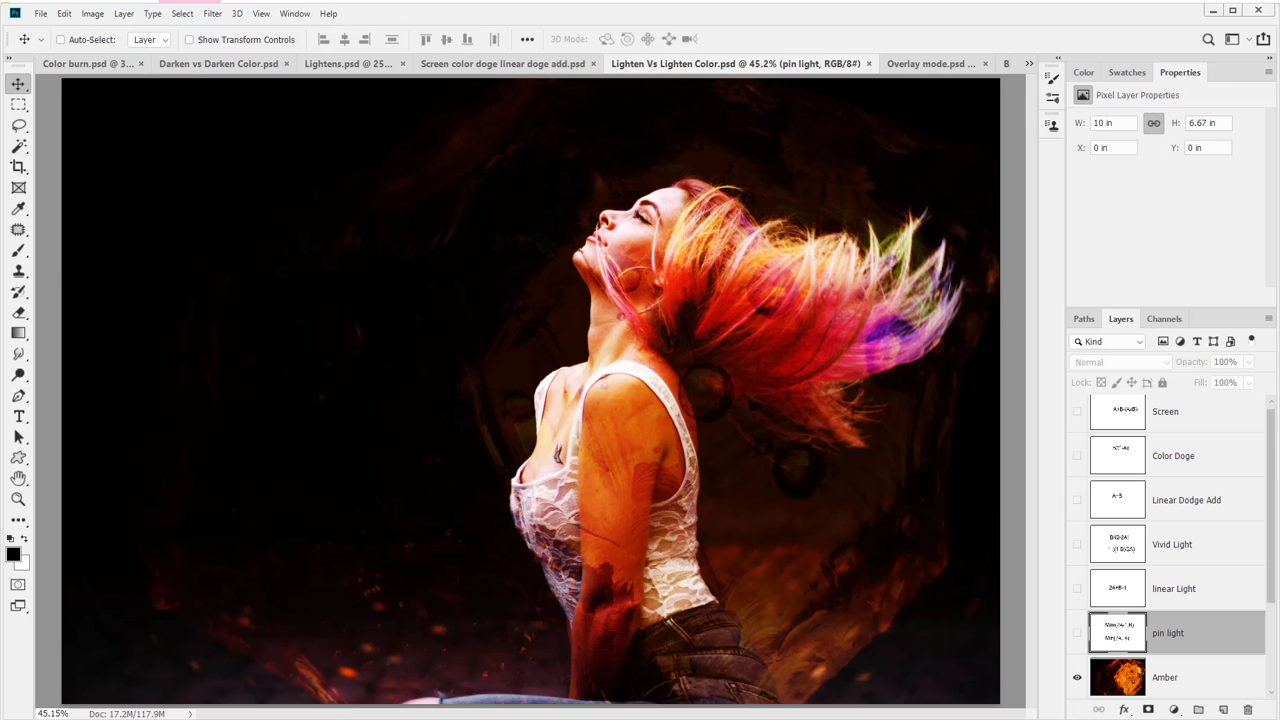 Ps File Edit Image Layer Type Select Filter 3D View Window Help
Auto-Select: Layer Show Transform Controls 3D Mode:
Color burn.psd @ 3... × Darken vs Darken Color.psd × Lightens.psd @ 25... × Screen color doge linear doge add.psd × Lighten Vs Lighten Color.psd @ 45.2% (pin light, RGB/8#) × Overlay mode.psd ... × B
Color Swatches Properties
Pixel Layer Properties
W: 10 in H: 6.67 in
X: 0 in Y: 0 in
Paths Layers Channels
Kind
Normal Opacity: 100%
Lock: Fill: 100%
Screen
Color Doge
Linear Dodge Add
Vivid Light
2A+B-1 linear Light
pin light
Amber
45.15% Doc: 17.2M/117.9M
fx